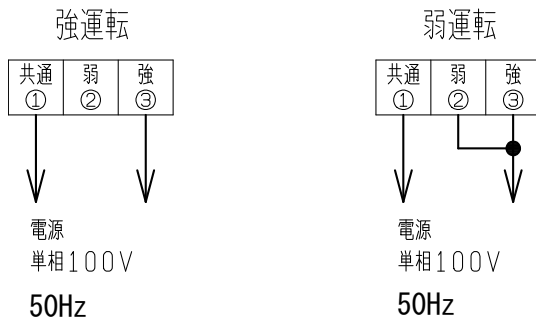 強運転
共通 弱 強
① ② ③
電源
単相100V
50Hz
弱運転
共通 弱 強
① ② ③
電源
単相100V
50Hz